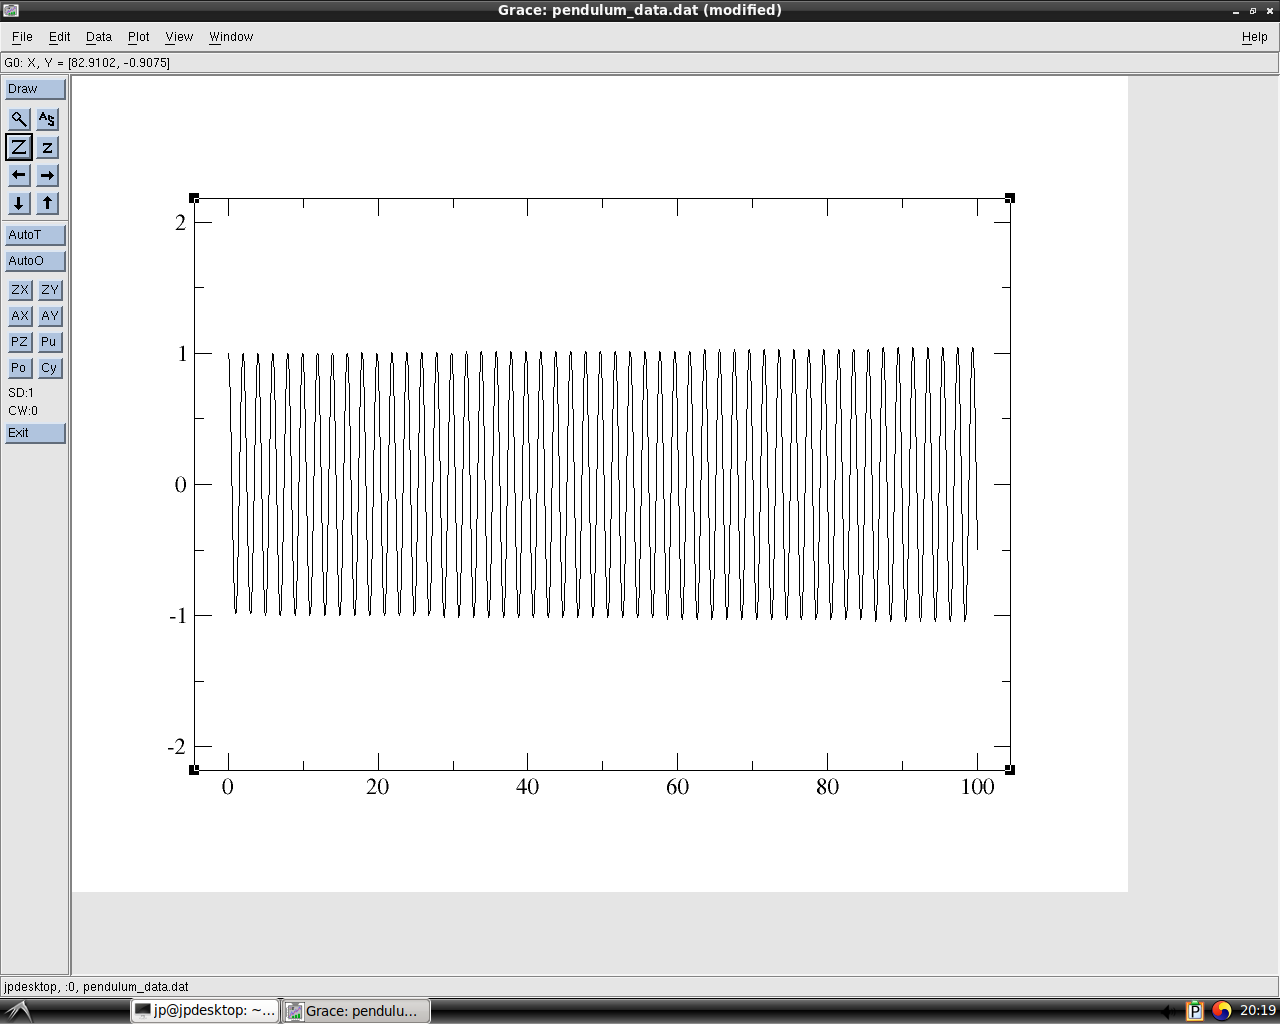 Grace: pendulum_data.dat (modified)
File Edit Data Plot View Window Help
G0: X, Y = [82.9102, -0.9075]
Draw
A S
Z z
AutoT
AutoO
ZX ZY
AX AY
PZ Pu
Po Cy
SD:1
CW:0
Exit
2
1
0
-1
-2
0 20 40 60 80 100
jpdesktop, :0, pendulum_data.dat
jp@jpdesktop: ~... Grace: pendulu... P 20:19